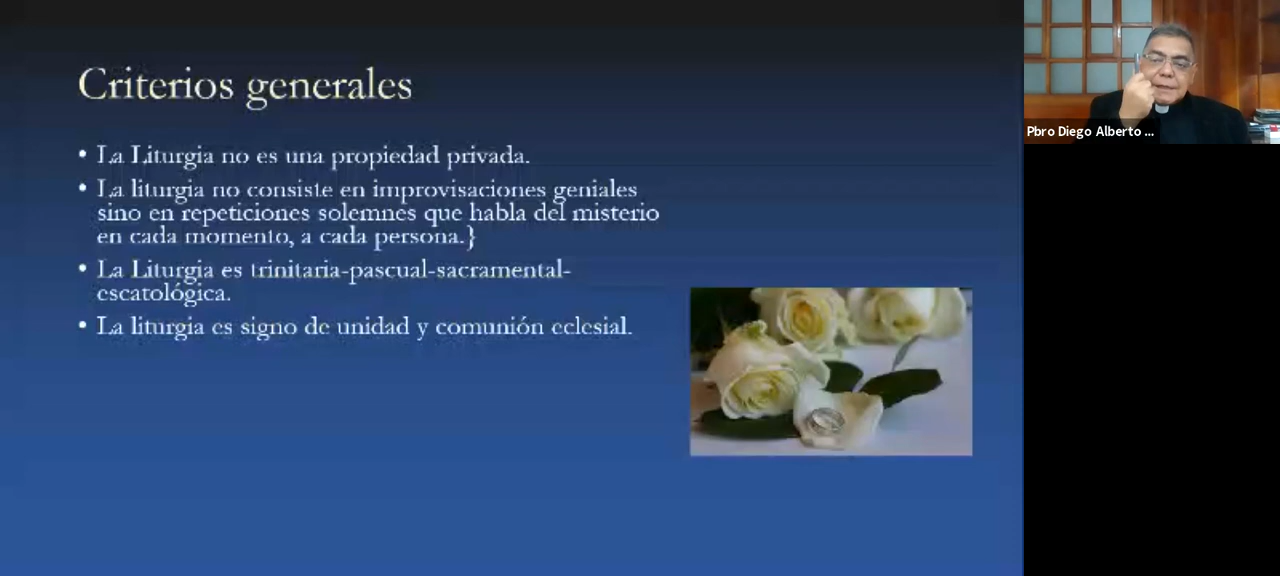 Criterios generales
• La Liturgia no es una propiedad privada.
• La liturgia no consiste en improvisaciones geniales
sino en repeticiones solemnes que habla del misterio
en cada momento, a cada persona.}
• La Liturgia es trinitaria-pascual-sacramental-
escatológica.
• La liturgia es signo de unidad y comunión eclesial.
Pbro Diego Alberto ...